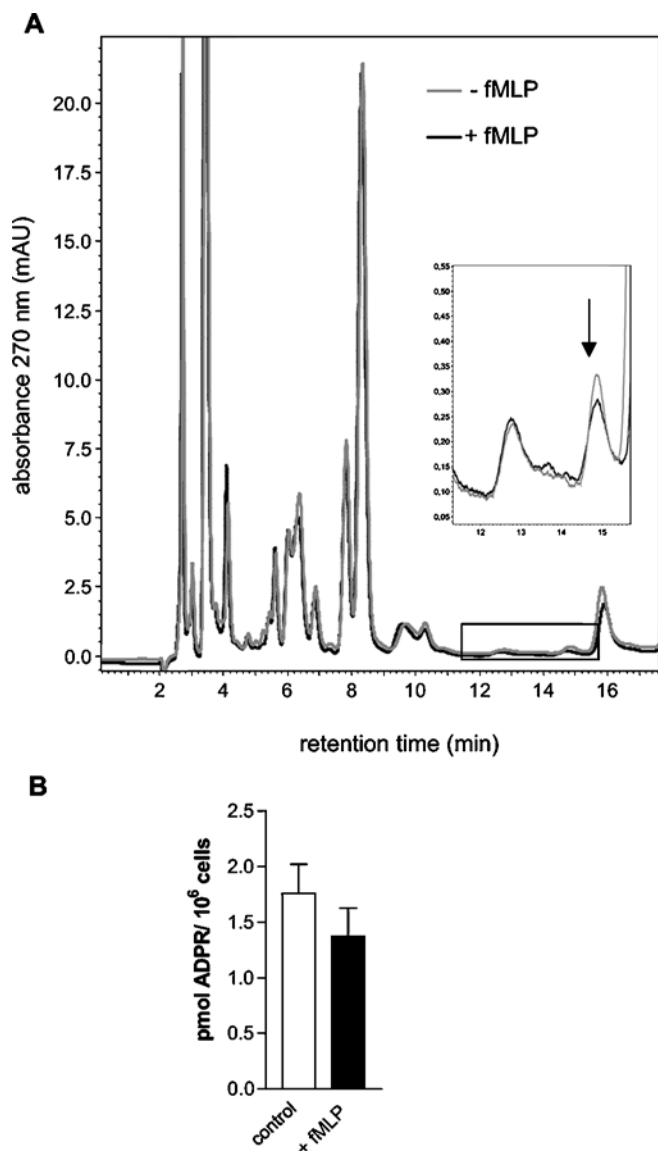 A
20.0
17.5
15.0
12.5
10.0
7.5
5.0
2.5
0.0
absorbance 270 nm (mAU)
- fMLP
+ fMLP
0,55
0,50
0,45
0,40
0,35
0,30
0,25
0,20
0,15
0,10
0,05
12 13 14 15
2 4 6 8 10 12 14 16
retention time (min)
B
2.5
2.0
1.5
1.0
0.5
0.0
pmol ADPR/ 10⁶ cells
control
+ fMLP